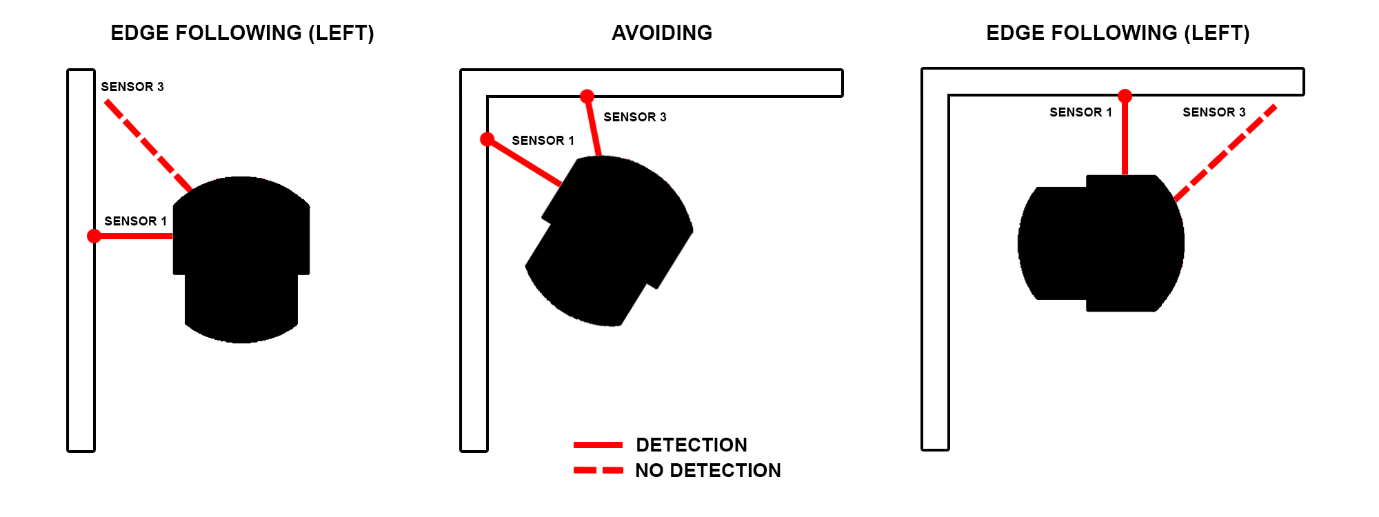 EDGE FOLLOWING (LEFT)
AVOIDING
EDGE FOLLOWING (LEFT)
SENSOR 3
SENSOR 1
SENSOR 3
SENSOR 1
SENSOR 1
SENSOR 3
DETECTION
NO DETECTION